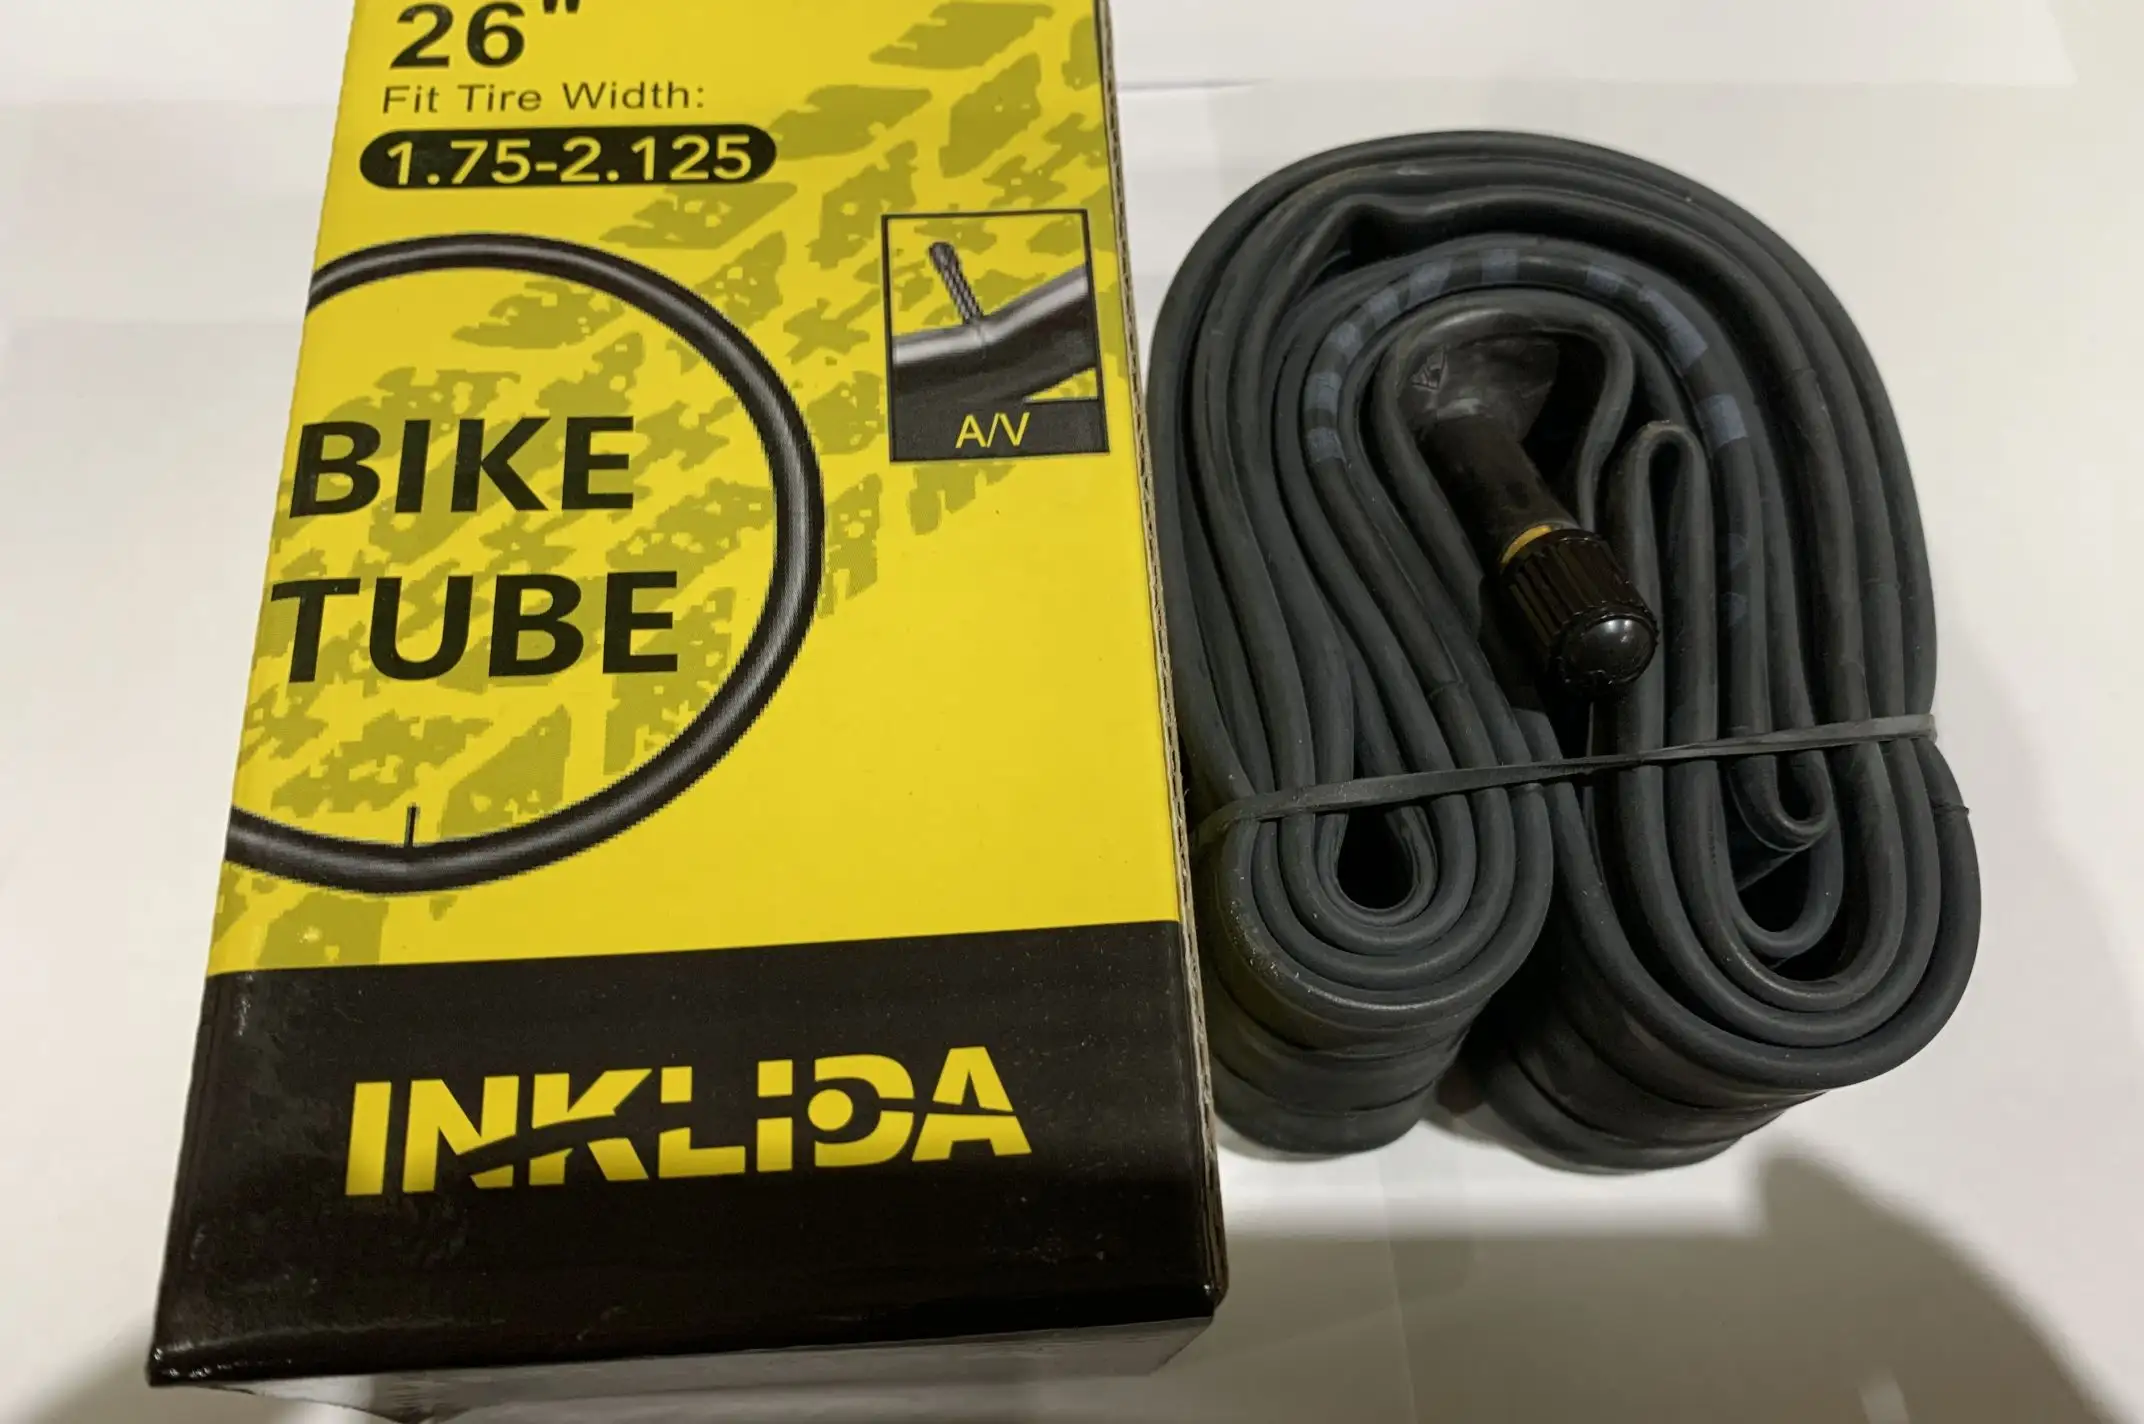 26"
Fit Tire Width:
1.75-2.125
A/V
BIKE
TUBE
INKLIDA